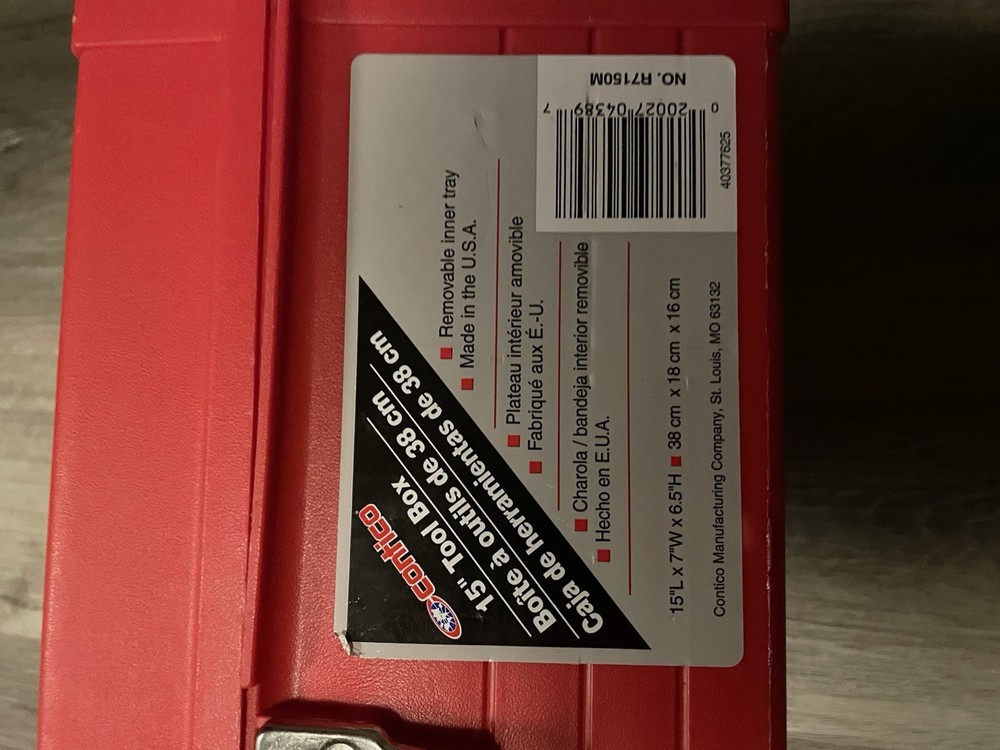 contico
15" Tool Box
Boîte à outils de 38 cm
Caja de herramientas de 38 cm
Removable inner tray
Made in the U.S.A.
Plateau intérieur amovible
Fabriqué aux É.-U.
Charola / bandeja interior removible
Hecho en E.U.A.
15"L x 7"W x 6.5"H ■ 38 cm x 18 cm x 16 cm
Contico Manufacturing Company, St. Louis, MO 63132
NO. R7150M
0 20027 04389 7
40377625